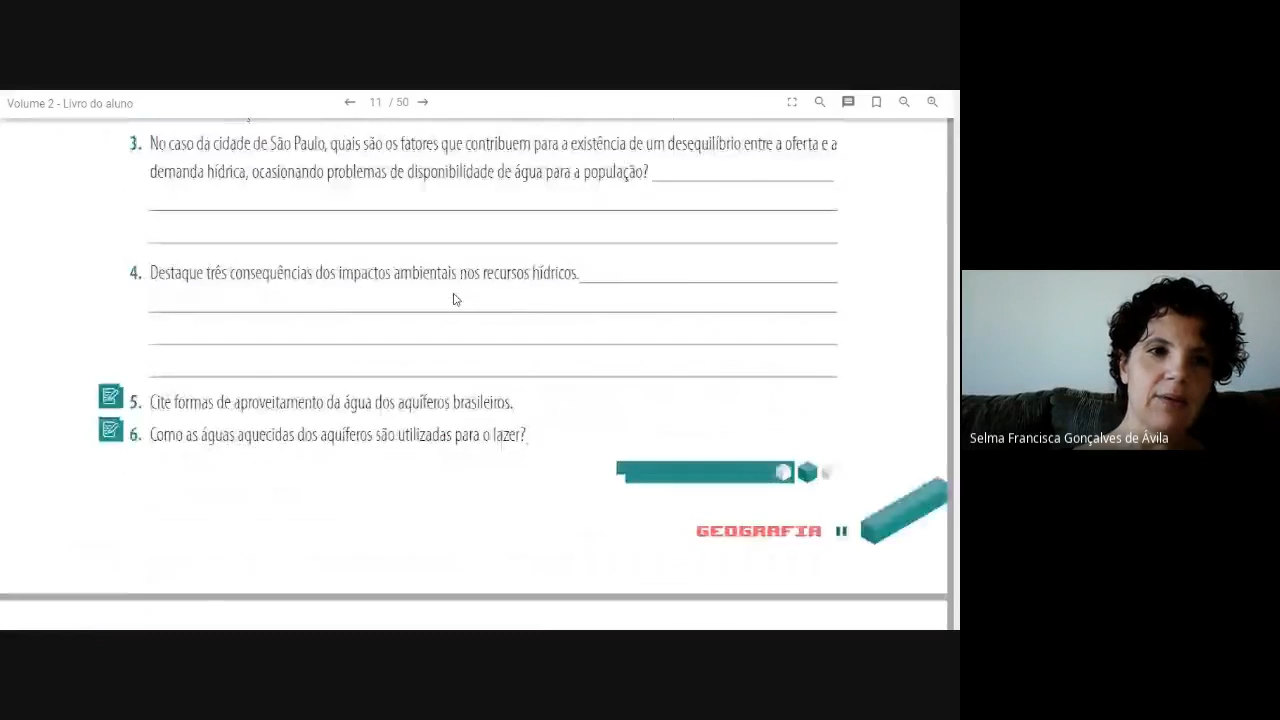 Volume 2 - Livro do aluno
11 / 50
3. No caso da cidade de São Paulo, quais são os fatores que contribuem para a existência de um desequilíbrio entre a oferta e a
demanda hídrica, ocasionando problemas de disponibilidade de água para a população?
4. Destaque três consequências dos impactos ambientais nos recursos hídricos.
5. Cite formas de aproveitamento da água dos aquíferos brasileiros.
6. Como as águas aquecidas dos aquíferos são utilizadas para o lazer?
GEOGRAFIA 11
Selma Francisca Gonçalves de Ávila